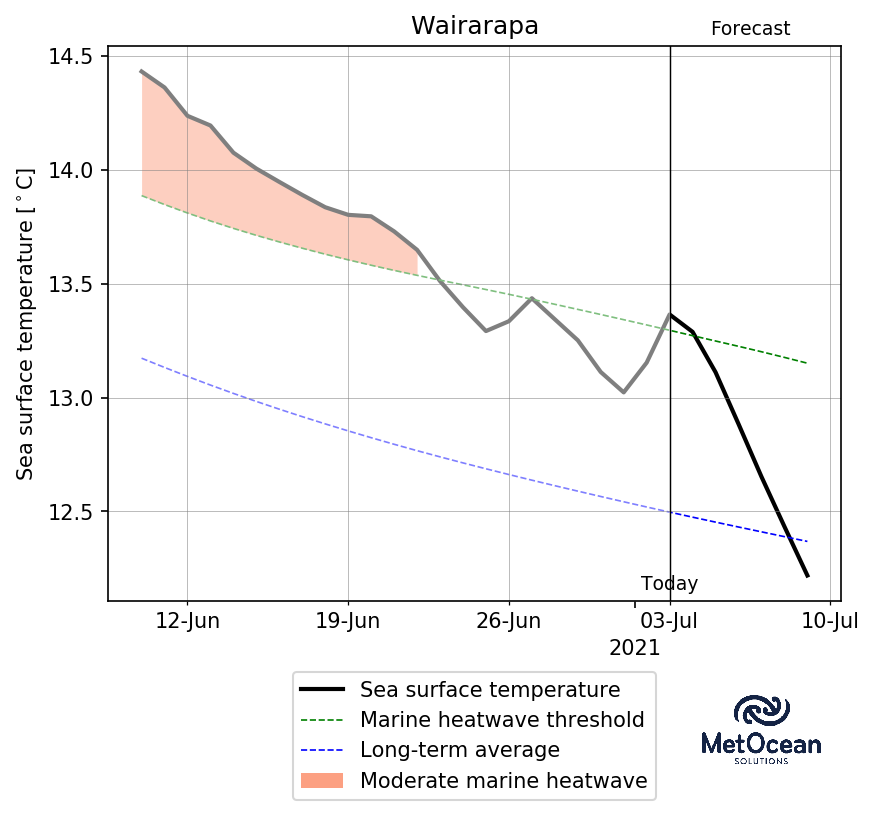 Wairarapa
Forecast
14.5
14.0
13.5
13.0
12.5
Sea surface temperature [°C]
Today
12-Jun
19-Jun
26-Jun
03-Jul
10-Jul
2021
Sea surface temperature
Marine heatwave threshold
Long-term average
Moderate marine heatwave
MetOcean
SOLUTIONS